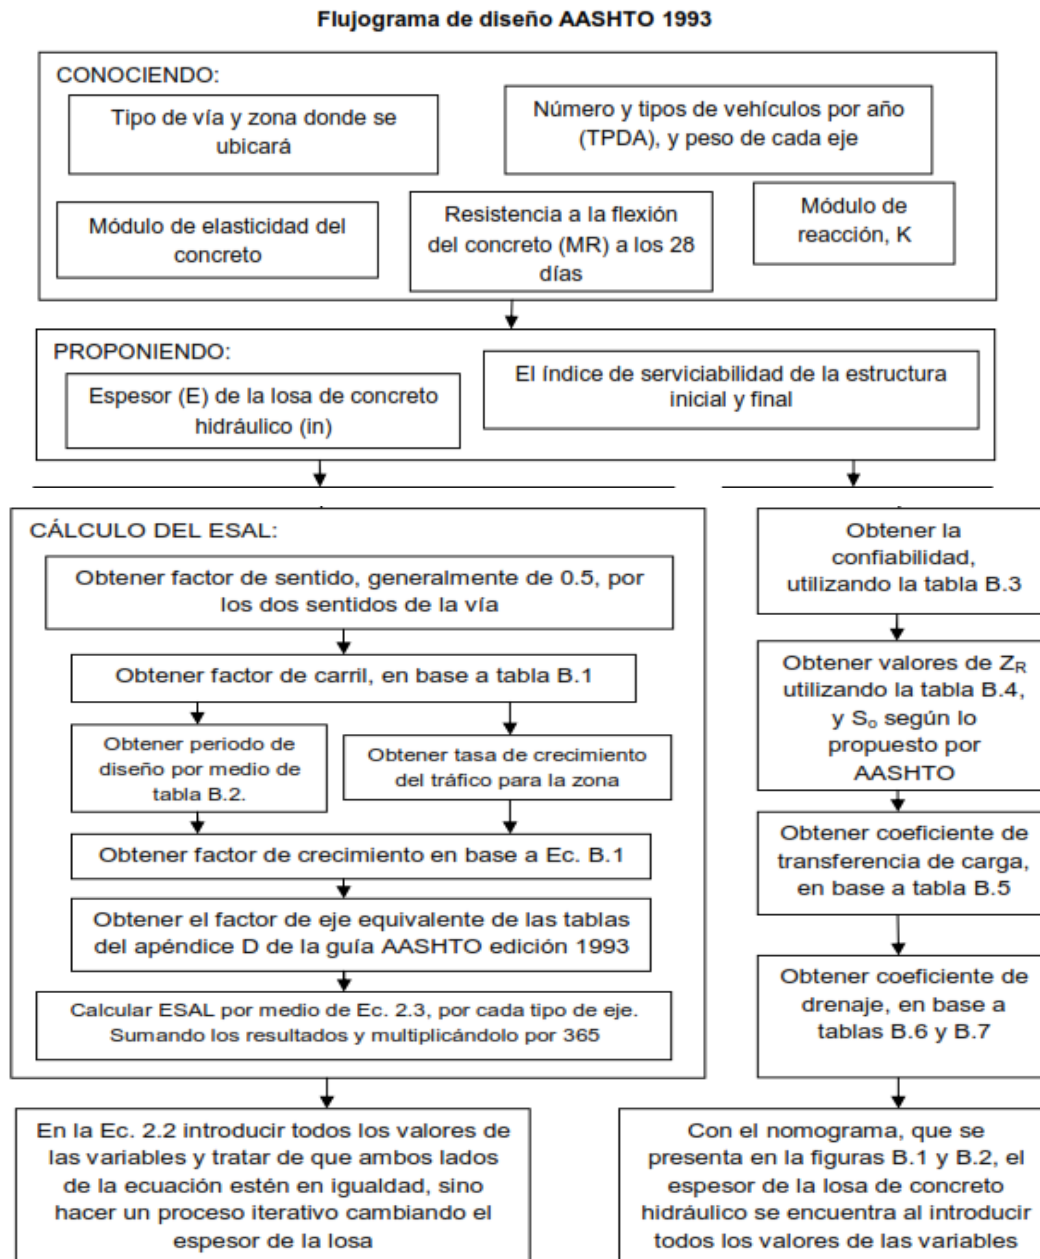 Flujograma de diseño AASHTO 1993
CONOCIENDO:
Tipo de vía y zona donde se
ubicará
Número y tipos de vehículos por año
(TPDA), y peso de cada eje
Módulo de elasticidad del
concreto
Resistencia a la flexión
del concreto (MR) a los 28
días
Módulo de
reacción, K
PROPONIENDO:
Espesor (E) de la losa de concreto
hidráulico (in)
El índice de serviciabilidad de la estructura
inicial y final
CÁLCULO DEL ESAL:
Obtener factor de sentido, generalmente de 0.5, por
los dos sentidos de la vía
Obtener factor de carril, en base a tabla B.1
Obtener periodo de
diseño por medio de
tabla B.2.
Obtener tasa de crecimiento
del tráfico para la zona
Obtener factor de crecimiento en base a Ec. B.1
Obtener el factor de eje equivalente de las tablas
del apéndice D de la guía AASHTO edición 1993
Calcular ESAL por medio de Ec. 2.3, por cada tipo de eje.
Sumando los resultados y multiplicándolo por 365
En la Ec. 2.2 introducir todos los valores de
las variables y tratar de que ambos lados
de la ecuación estén en igualdad, sino
hacer un proceso iterativo cambiando el
espesor de la losa
Obtener la
confiabilidad,
utilizando la tabla B.3
Obtener valores de Z_R
utilizando la tabla B.4,
y S_o según lo
propuesto por
AASHTO
Obtener coeficiente de
transferencia de carga,
en base a tabla B.5
Obtener coeficiente de
drenaje, en base a
tablas B.6 y B.7
Con el nomograma, que se
presenta en la figuras B.1 y B.2, el
espesor de la losa de concreto
hidráulico se encuentra al introducir
todos los valores de las variables